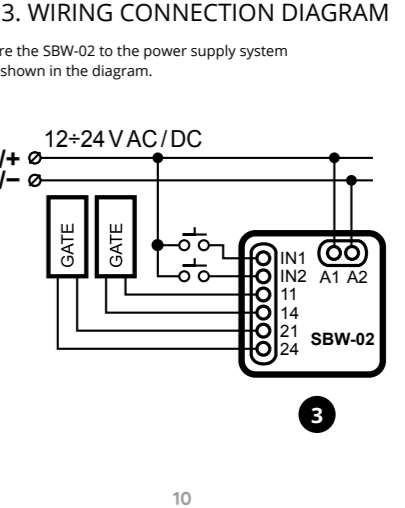 3. WIRING CONNECTION DIAGRAM
the SBW-02 to the power supply system
shown in the diagram.
12÷24 V AC/DC
/+
/−
GATE
GATE
IN1
IN2
11
14
21
24
A1 A2
SBW-02
3
10